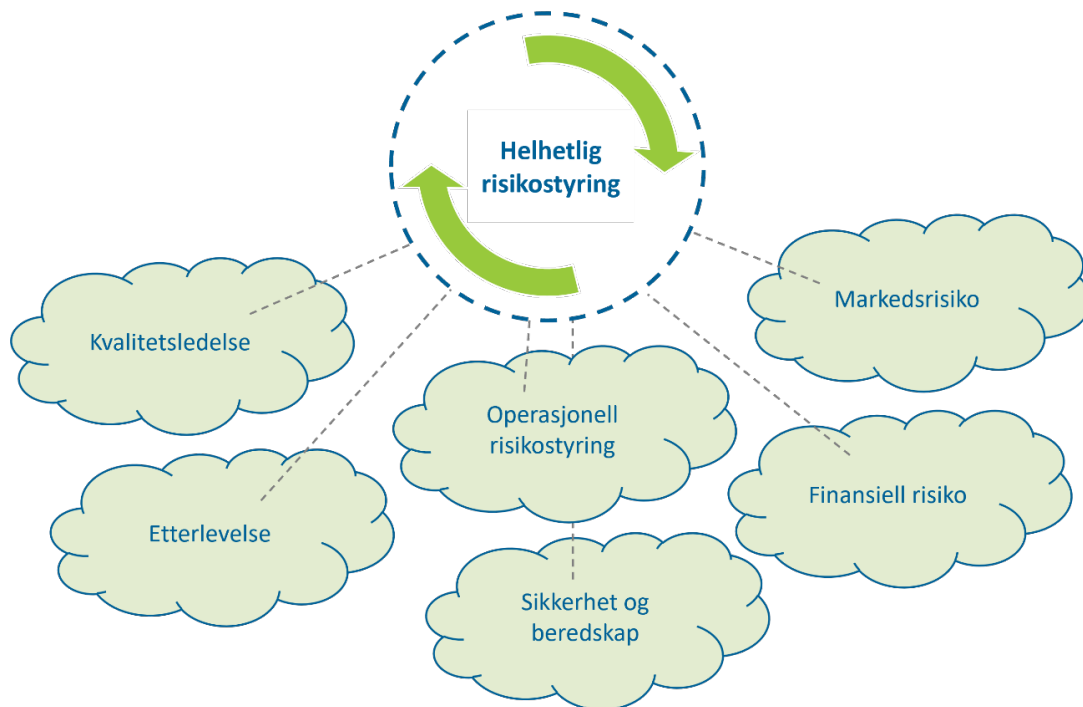 Helhetlig
risikostyring
Markedsrisiko
Kvalitetsledelse
Operasjonell
risikostyring
Finansiell risiko
Etterlevelse
Sikkerhet og
beredskap